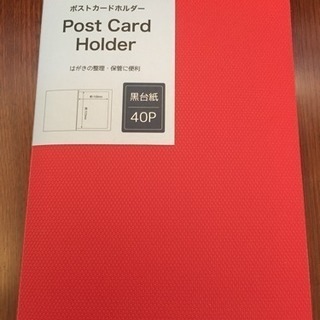 ポストカードホルダー
Post Card
Holder
はがきの整理・保管に便利
黒台紙
40P